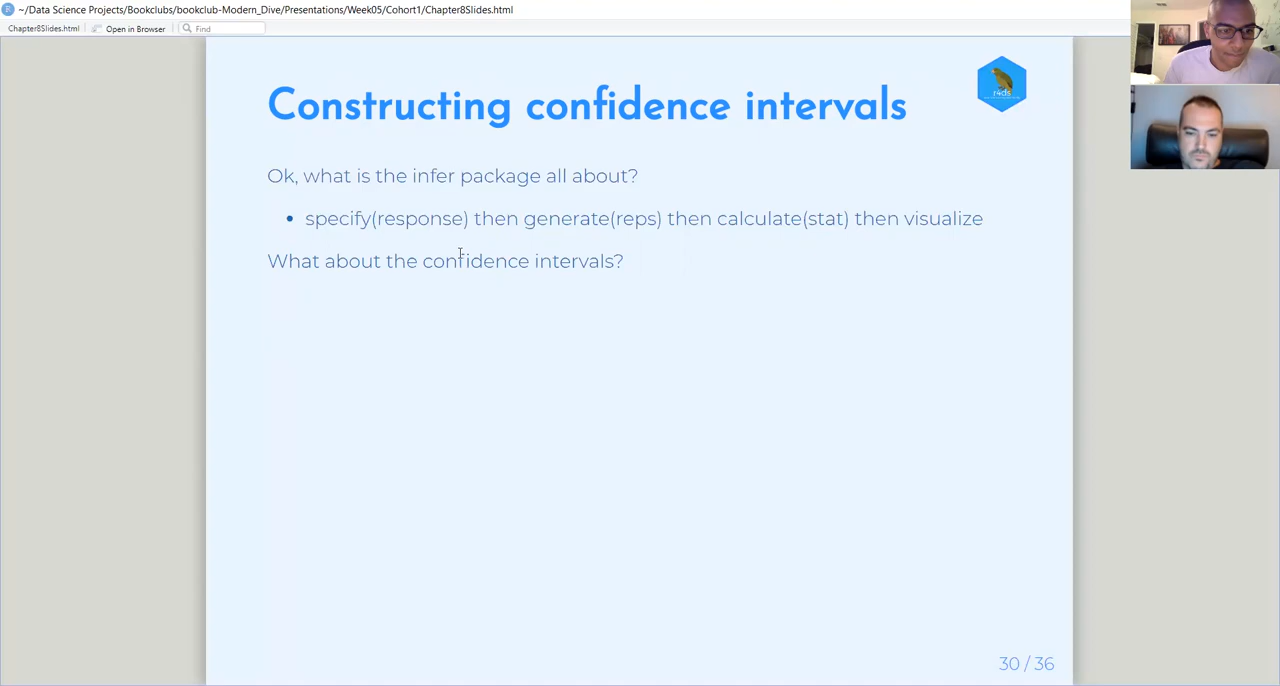 ~/Data Science Projects/Bookclubs/bookclub-Modern_Dive/Presentations/Week05/Cohort1/Chapter8Slides.html
Chapter8Slides.html Open in Browser Find
Constructing confidence intervals
r4ds
Ok, what is the infer package all about?
• specify(response) then generate(reps) then calculate(stat) then visualize
What about the confidence intervals?
30 / 36